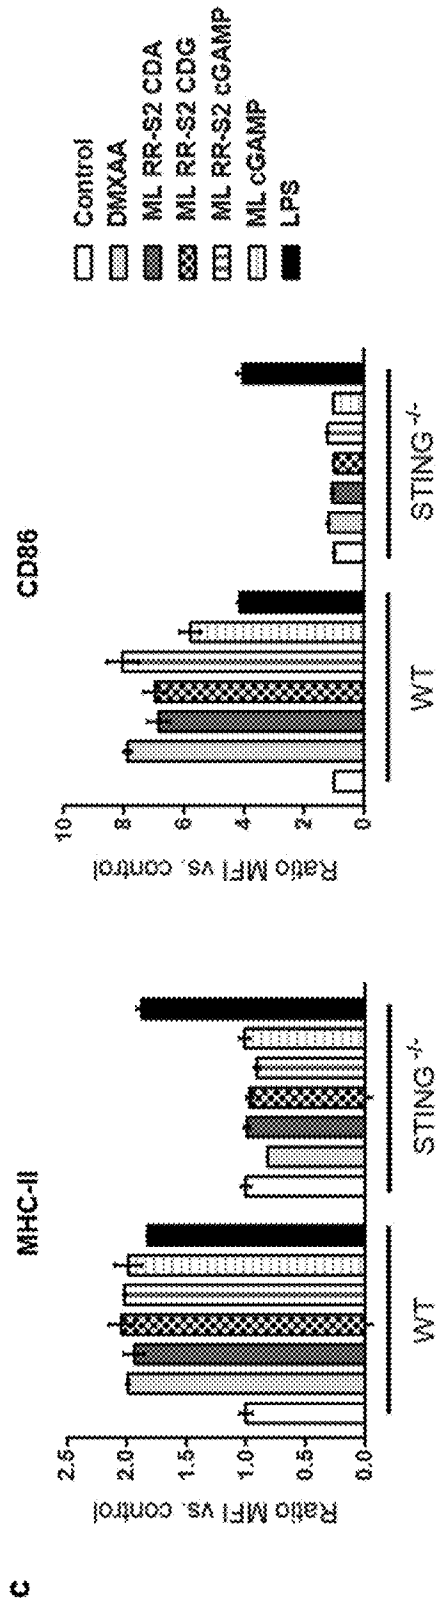 c
MHC-II
Ratio MFI vs. control
2.5
2.0
1.5
1.0
0.5
0.0
WT
STING-/-
CD86
Ratio MFI vs. control
10
8
6
4
2
0
WT
STING-/-
Control
DMXAA
ML RR-S2 CDA
ML RR-S2 CDG
ML RR-S2 cGAMP
ML cGAMP
LPS